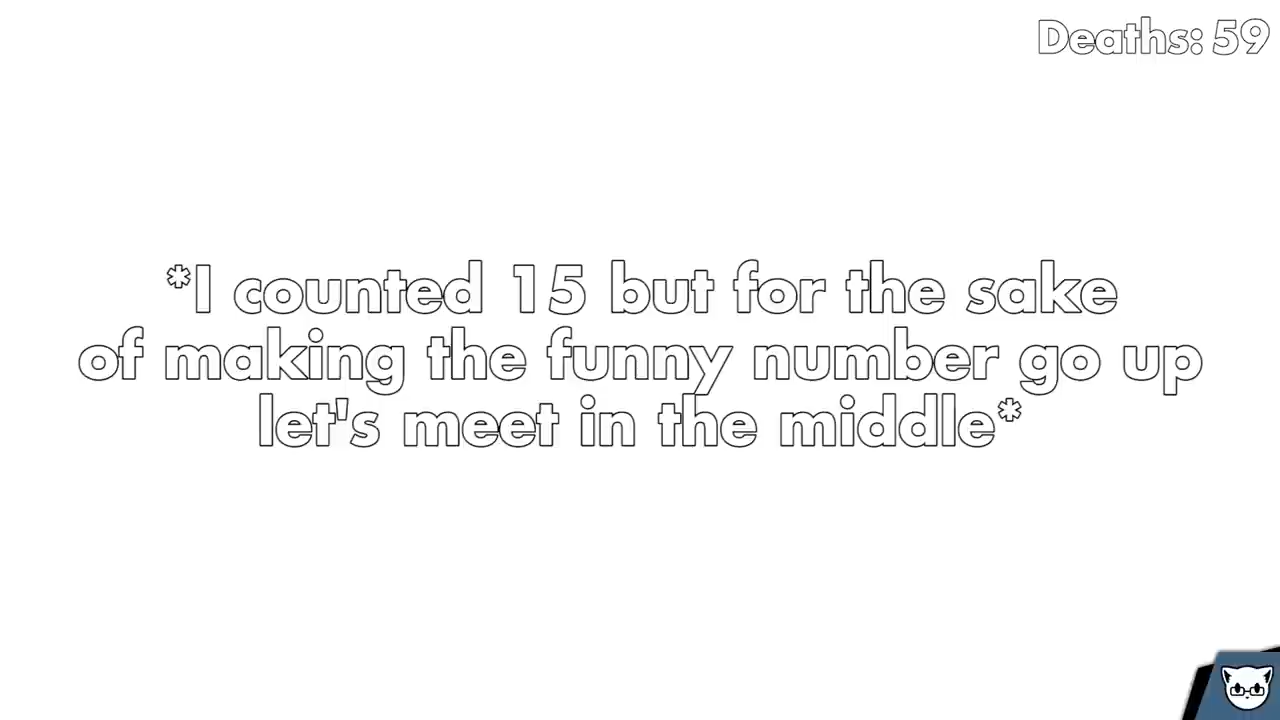 Deaths: 59
*I counted 15 but for the sake
of making the funny number go up
let's meet in the middle*